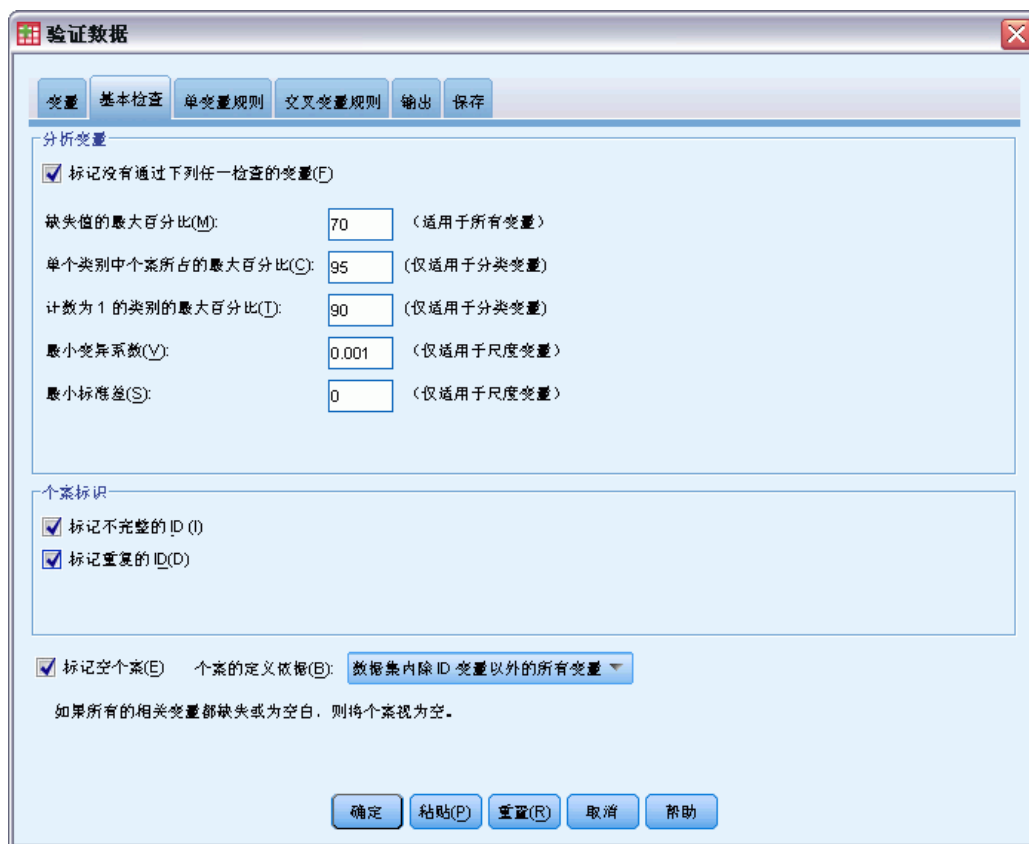 验证数据
变量 基本检查 单变量规则 交叉变量规则 输出 保存
分析变量
标记没有通过下列任一检查的变量(F)
缺失值的最大百分比(M): 70 （适用于所有变量）
单个类别中个案所占的最大百分比(C): 95 (仅适用于分类变量)
计数为 1 的类别的最大百分比(T): 90 (仅适用于分类变量)
最小变异系数(V): 0.001 （仅适用于尺度变量）
最小标准差(S): 0 （仅适用于尺度变量）
个案标识
标记不完整的 ID (I)
标记重复的 ID(D)
标记空个案(E) 个案的定义依据(B): 数据集内除 ID 变量以外的所有变量
如果所有的相关变量都缺失或为空白，则将个案视为空。
确定 粘贴(P) 重置(R) 取消 帮助